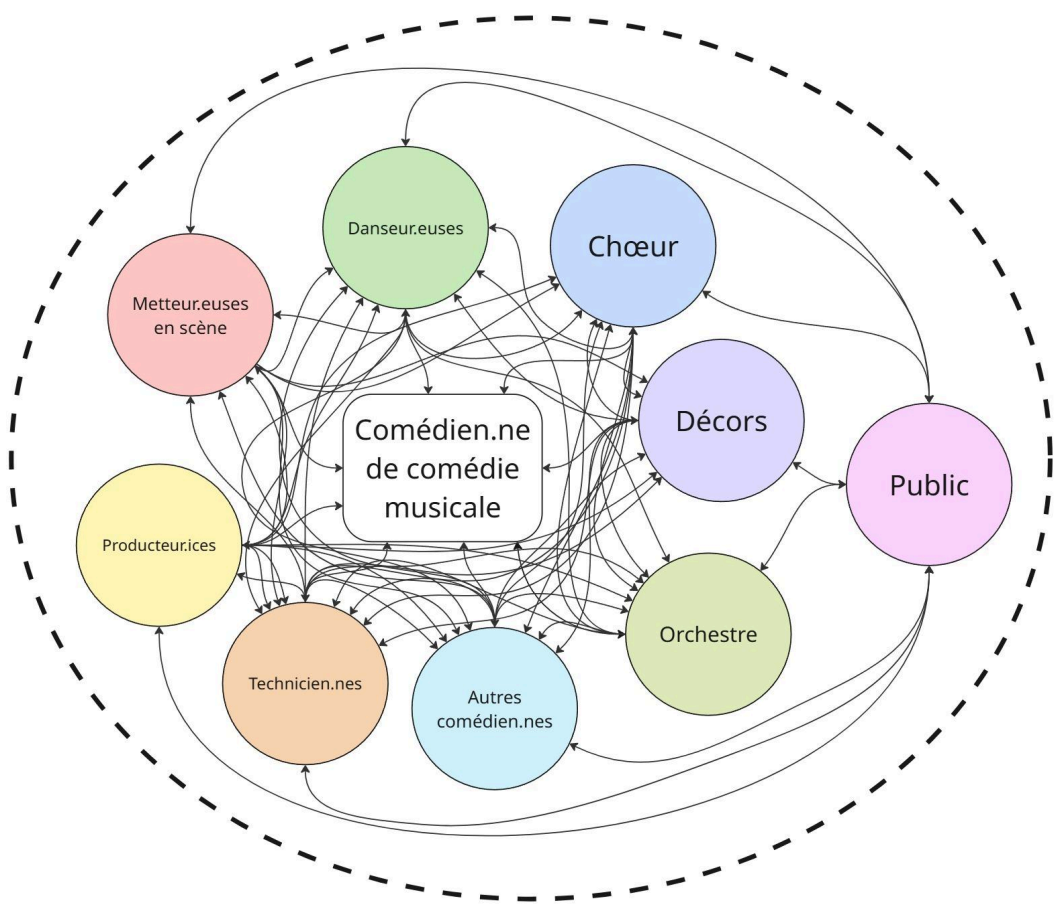 Danseur.euses
Chœur
Metteur.euses
en scène
Décors
Comédien.ne
de comédie
musicale
Public
Producteur.ices
Orchestre
Technicien.nes
Autres
comédien.nes